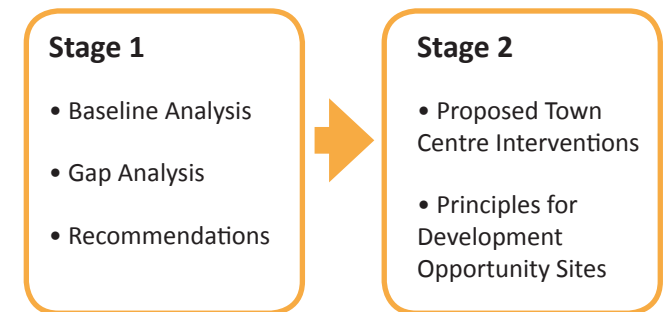 Stage 1
• Baseline Analysis
• Gap Analysis
• Recommendations
Stage 2
• Proposed Town
Centre Interventions
• Principles for
Development
Opportunity Sites